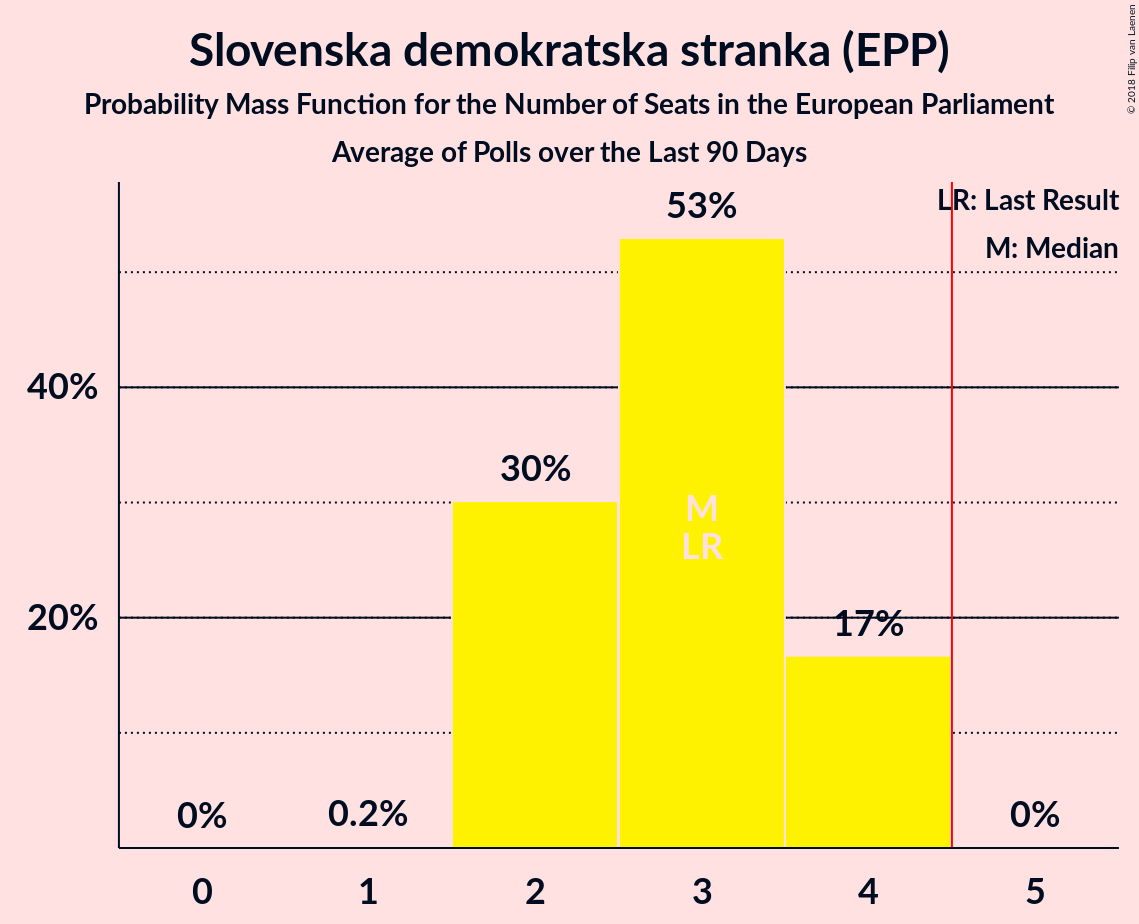 Slovenska demokratska stranka (EPP)
Probability Mass Function for the Number of Seats in the European Parliament
Average of Polls over the Last 90 Days
© 2018 Filip van Laenen
LR: Last Result
M: Median
53%
40%
30%
M
LR
20%
17%
0%
0.2%
0%
0 1 2 3 4 5